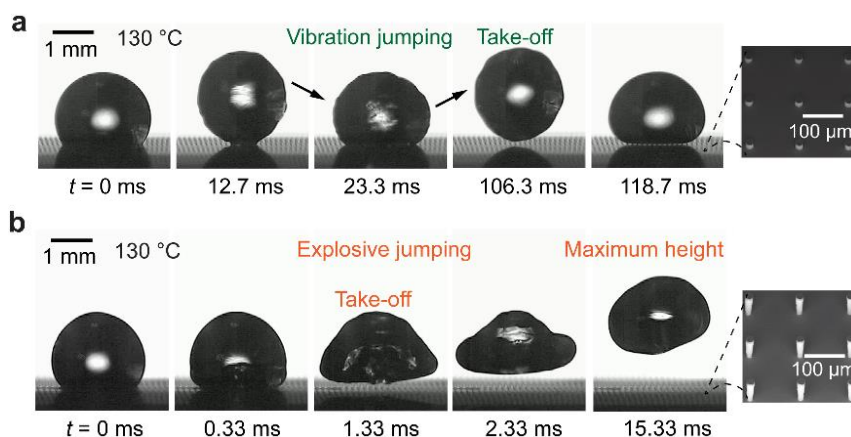 a
1 mm
130 °C
Vibration jumping
Take-off
100 µm
t = 0 ms
12.7 ms
23.3 ms
106.3 ms
118.7 ms
b
1 mm
130 °C
Explosive jumping
Maximum height
Take-off
100 µm
t = 0 ms
0.33 ms
1.33 ms
2.33 ms
15.33 ms